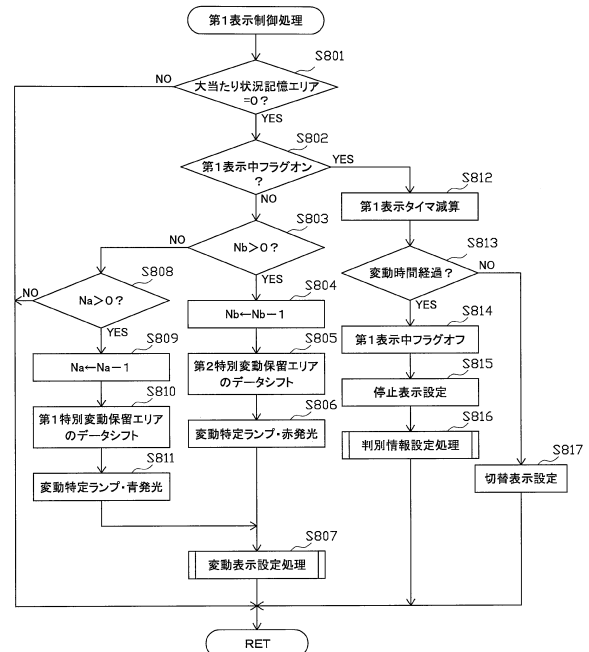 第1表示制御処理
S801
NO
大当たり状況記憶エリア
=0?
YES
S802
第1表示中フラグオン
?
YES
NO
S812
第1表示タイマ減算
S803
NO
Nb>0?
YES
S813
変動時間経過?
NO
YES
S808
NO
Na>0?
YES
S804
Nb←Nb-1
S814
第1表示中フラグオフ
S809
Na←Na-1
S805
第2特別変動保留エリア
のデータシフト
S815
停止表示設定
S810
第1特別変動保留エリア
のデータシフト
S806
変動特定ランプ・赤発光
S816
判別情報設定処理
S811
変動特定ランプ・青発光
S817
切替表示設定
S807
変動表示設定処理
RET